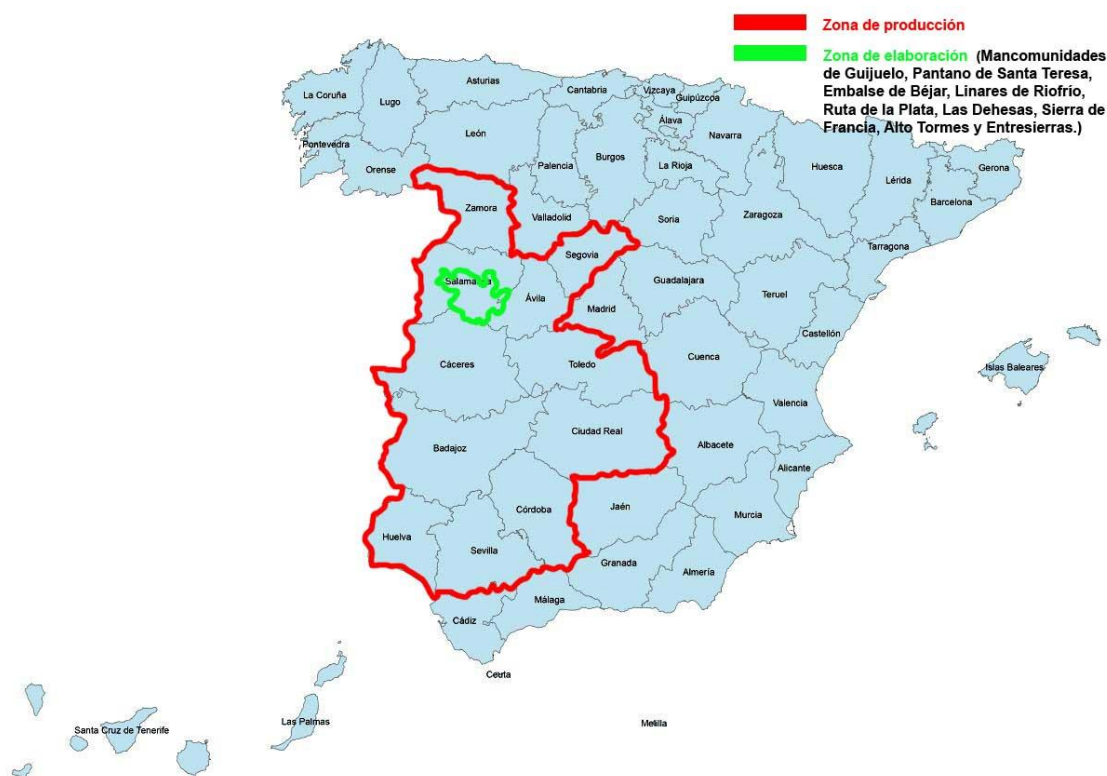 Zona de producción
Zona de elaboración (Mancomunidades
de Guijuelo, Pantano de Santa Teresa,
Embalse de Béjar, Linares de Riofrío,
Ruta de la Plata, Las Dehesas, Sierra de
Francia, Alto Tormes y Entresierras.)
La Coruña
Lugo
Asturias
Cantabria
Vizcaya
Guipúzcoa
Álava
Navarra
Pontevedra
Orense
León
Palencia
Burgos
La Rioja
Huesca
Lérida
Gerona
Barcelona
Zamora
Valladolid
Soria
Zaragoza
Tarragona
Segovia
Salamanca
Ávila
Madrid
Guadalajara
Teruel
Castellón
Cáceres
Toledo
Cuenca
Islas Baleares
Valencia
Badajoz
Ciudad Real
Albacete
Alicante
Huelva
Sevilla
Córdoba
Jaén
Murcia
Granada
Almería
Málaga
Cádiz
Ceuta
Santa Cruz de Tenerife
Las Palmas
Melilla